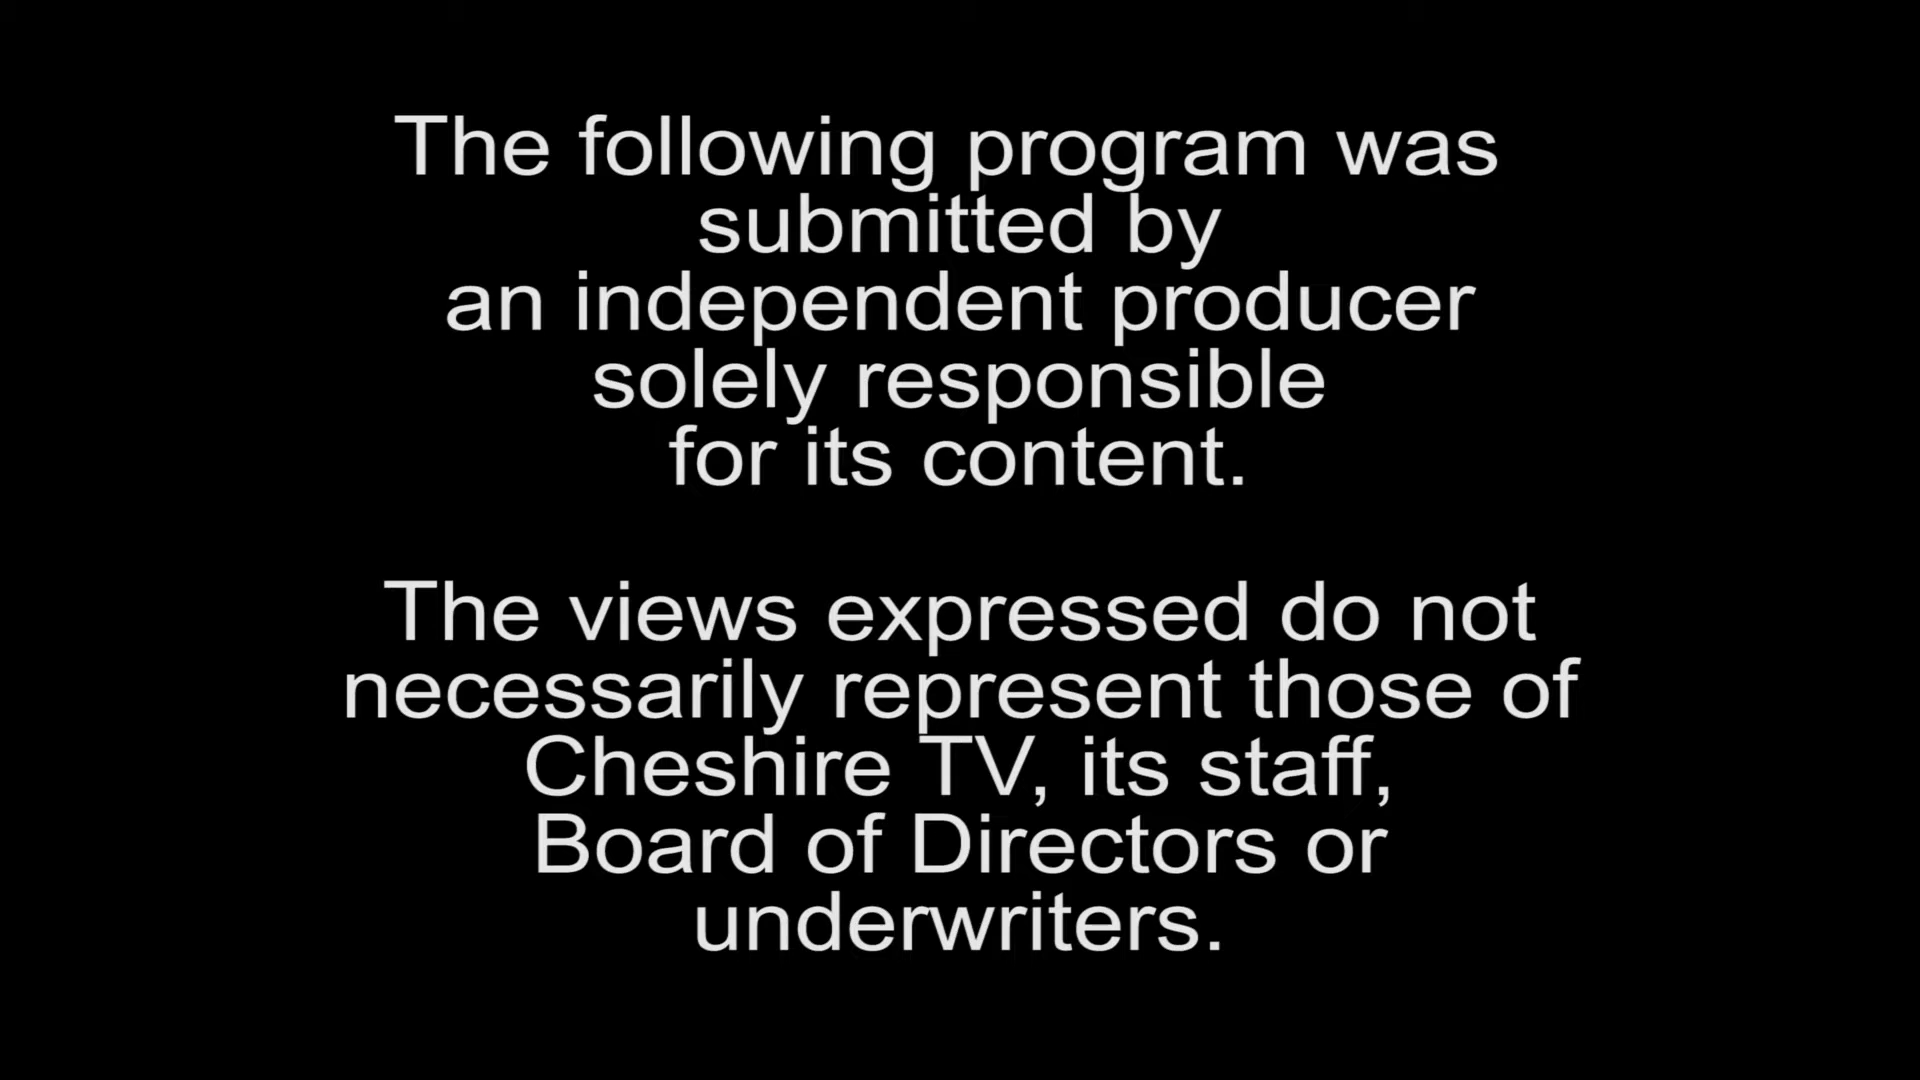 The following program was
submitted by
an independent producer
solely responsible
for its content.
The views expressed do not
necessarily represent those of
Cheshire TV, its staff,
Board of Directors or
underwriters.